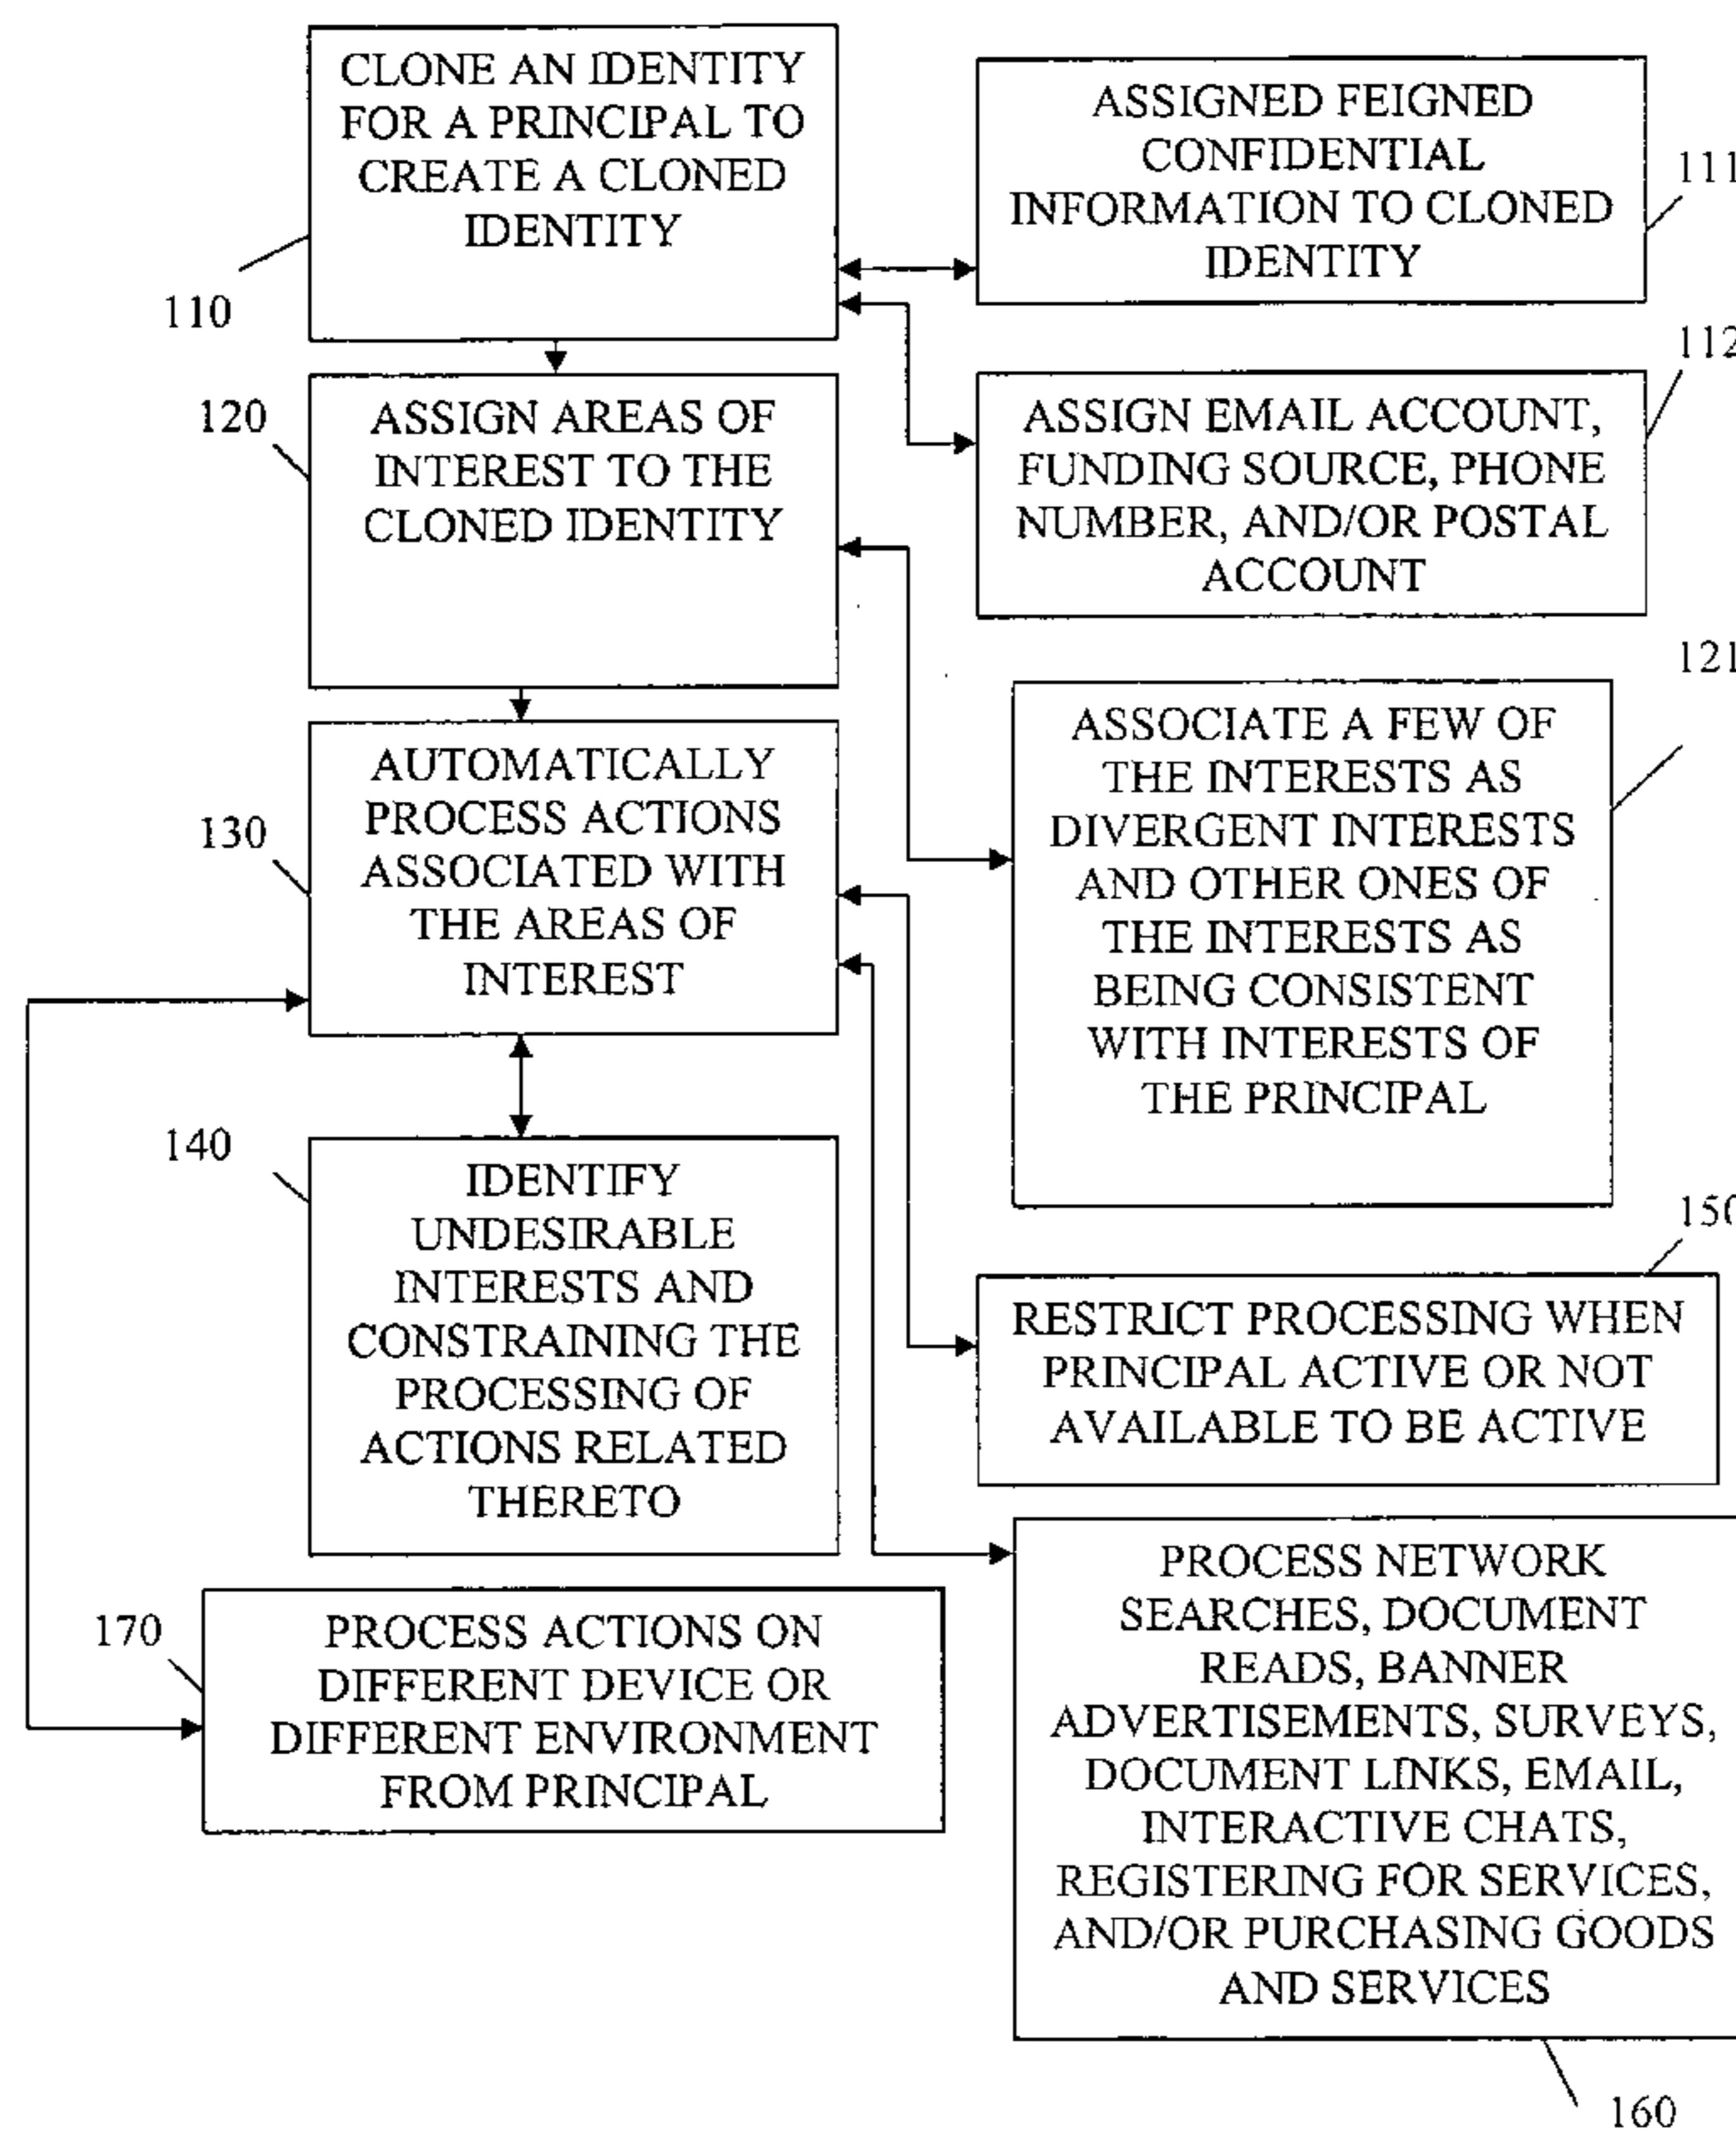 CLONE AN IDENTITY
FOR A PRINCIPAL TO
CREATE A CLONED
IDENTITY
110
ASSIGNED FEIGNED
CONFIDENTIAL
INFORMATION TO CLONED
IDENTITY
111
112
ASSIGN EMAIL ACCOUNT,
FUNDING SOURCE, PHONE
NUMBER, AND/OR POSTAL
ACCOUNT
120
ASSIGN AREAS OF
INTEREST TO THE
CLONED IDENTITY
121
ASSOCIATE A FEW OF
THE INTERESTS AS
DIVERGENT INTERESTS
AND OTHER ONES OF
THE INTERESTS AS
BEING CONSISTENT
WITH INTERESTS OF
THE PRINCIPAL
130
AUTOMATICALLY
PROCESS ACTIONS
ASSOCIATED WITH
THE AREAS OF
INTEREST
140
IDENTIFY
UNDESIRABLE
INTERESTS AND
CONSTRAINING THE
PROCESSING OF
ACTIONS RELATED
THERETO
150
RESTRICT PROCESSING WHEN
PRINCIPAL ACTIVE OR NOT
AVAILABLE TO BE ACTIVE
170
PROCESS ACTIONS ON
DIFFERENT DEVICE OR
DIFFERENT ENVIRONMENT
FROM PRINCIPAL
PROCESS NETWORK
SEARCHES, DOCUMENT
READS, BANNER
ADVERTISEMENTS, SURVEYS,
DOCUMENT LINKS, EMAIL,
INTERACTIVE CHATS,
REGISTERING FOR SERVICES,
AND/OR PURCHASING GOODS
AND SERVICES
160